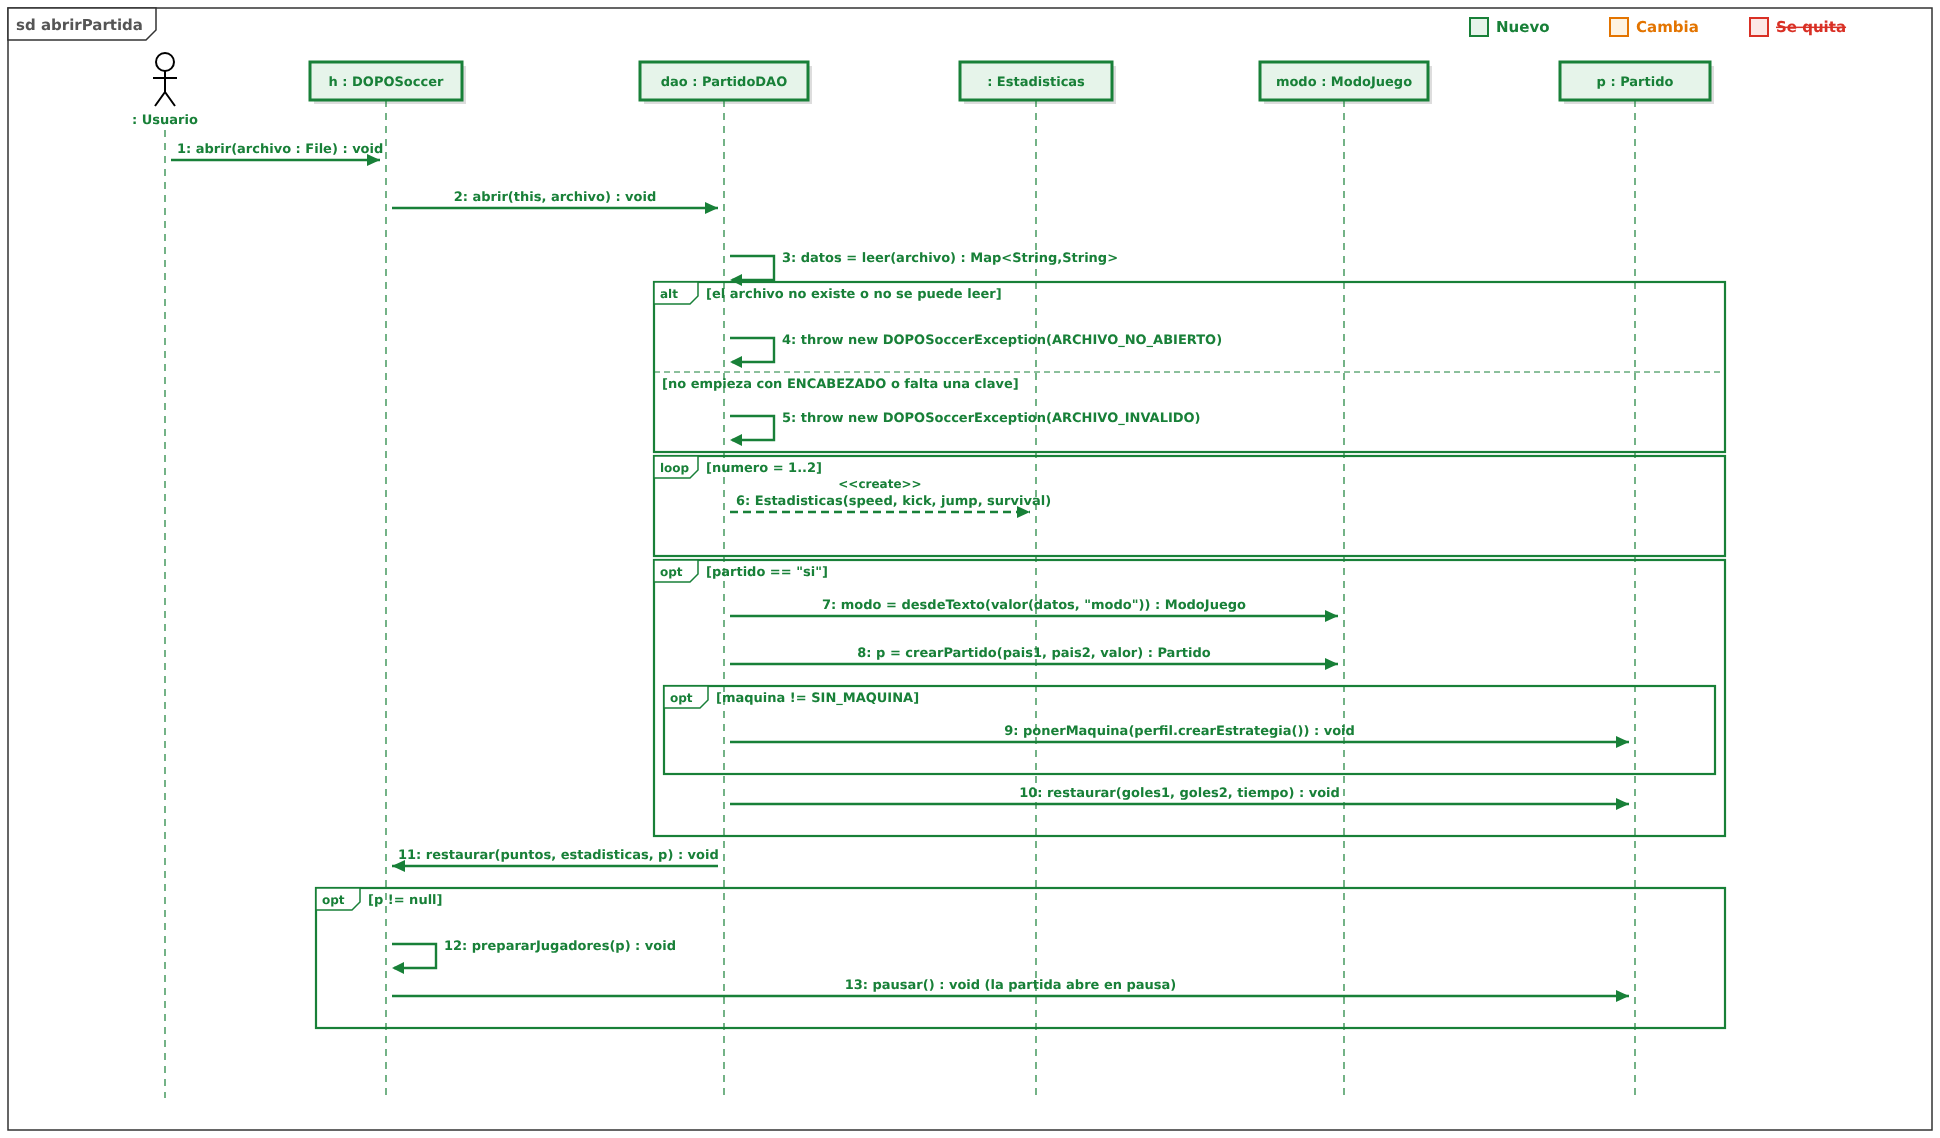 sd abrirPartida
Nuevo
Cambia
Se quita
: Usuario
h : DOPOSoccer
dao : PartidoDAO
: Estadisticas
modo : ModoJuego
p : Partido
1: abrir(archivo : File) : void
2: abrir(this, archivo) : void
3: datos = leer(archivo) : Map<String,String>
alt
[el archivo no existe o no se puede leer]
4: throw new DOPOSoccerException(ARCHIVO_NO_ABIERTO)
[no empieza con ENCABEZADO o falta una clave]
5: throw new DOPOSoccerException(ARCHIVO_INVALIDO)
loop
[numero = 1..2]
<<create>>
6: Estadisticas(speed, kick, jump, survival)
opt
[partido == "si"]
7: modo = desdeTexto(valor(datos, "modo")) : ModoJuego
8: p = crearPartido(pais1, pais2, valor) : Partido
opt
[maquina != SIN_MAQUINA]
9: ponerMaquina(perfil.crearEstrategia()) : void
10: restaurar(goles1, goles2, tiempo) : void
11: restaurar(puntos, estadisticas, p) : void
opt
[p != null]
12: prepararJugadores(p) : void
13: pausar() : void (la partida abre en pausa)